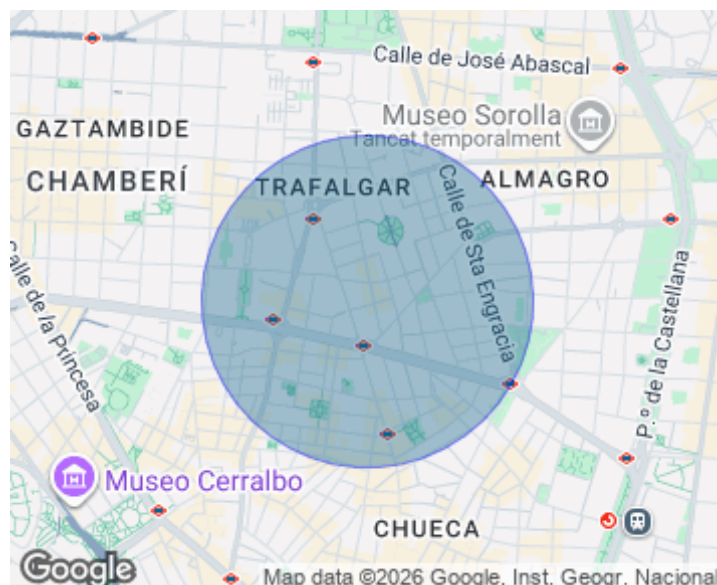 Calle de José Abascal
Museo Sorolla
Tancat temporalment
GAZTAMBIDE
CHAMBERÍ
TRAFALGAR
ALMAGRO
Calle de Sta Engracia
Calle de la Princesa
P.º de la Castellana
Museo Cerralbo
CHUECA
Google
Map data ©2026 Google, Inst. Geogr. Nacional